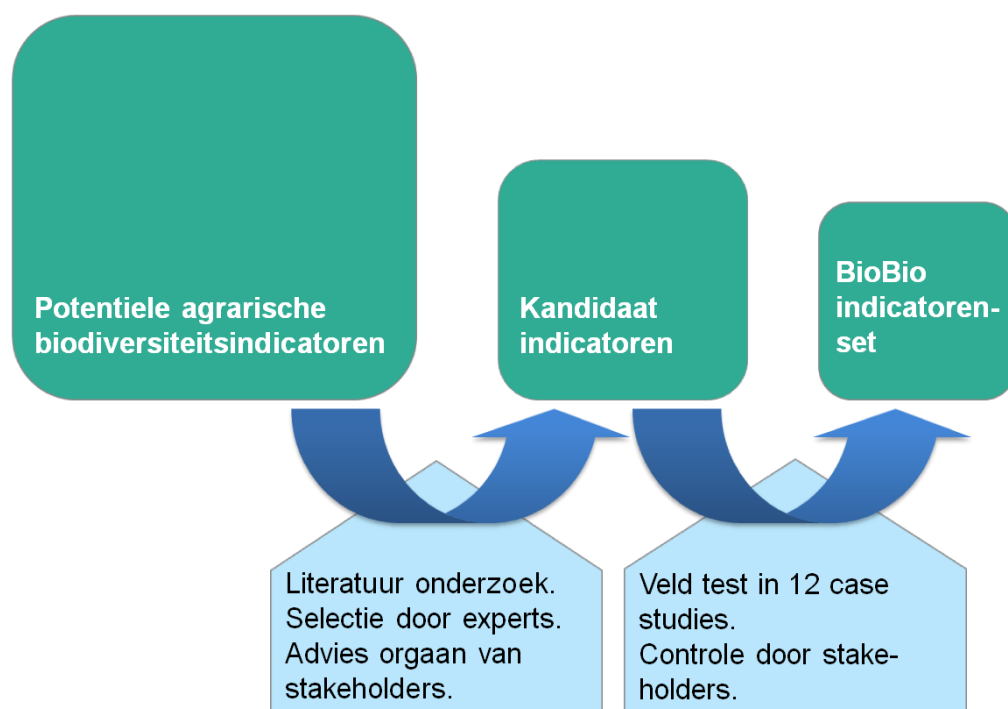 Potentiele agrarische
biodiversiteitsindicatoren
Kandidaat
indicatoren
BioBio
indicatoren-
set
Literatuur onderzoek.
Selectie door experts.
Advies orgaan van
stakeholders.
Veld test in 12 case
studies.
Controle door stake-
holders.